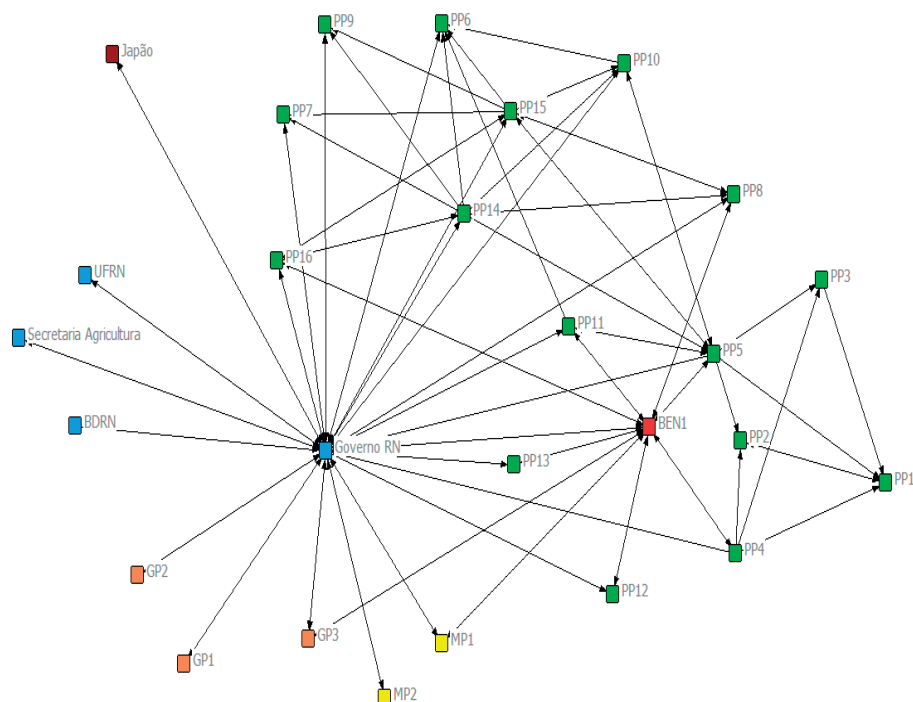 PP9
PP6
Japão
PP10
PP15
PP7
PP8
PP14
PP16
UFRN
PP3
PP11
Secretaria Agricultura
PP5
BDRN
BEN1
PP2
Governo RN
PP13
PP1
PP4
GP2
PP12
GP3
MP1
GP1
MP2